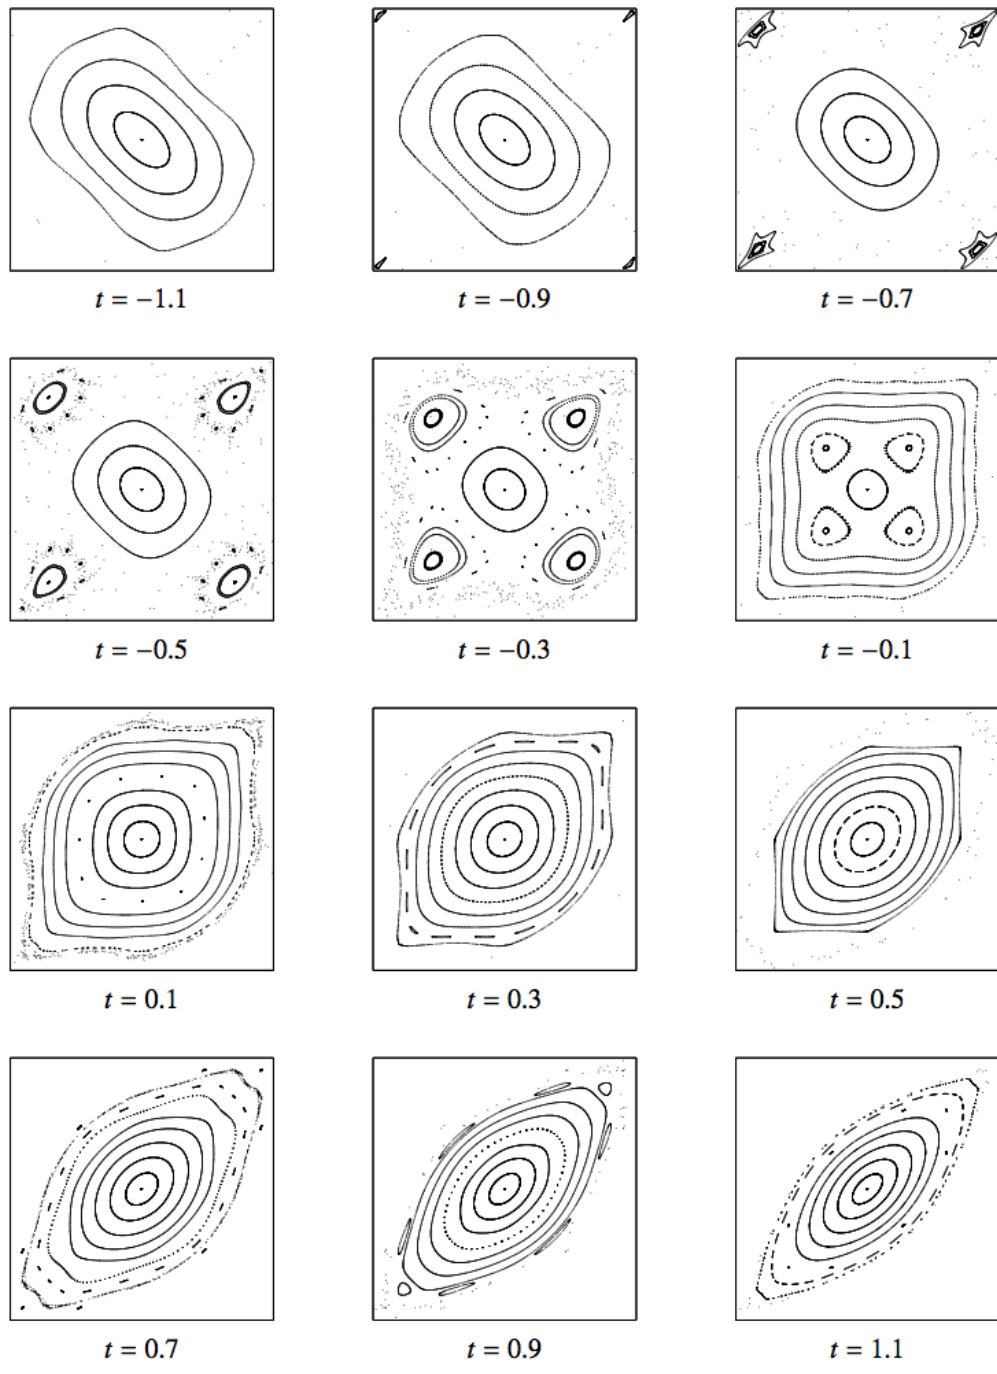 t = −1.1 t = −0.9 t = −0.7
t = −0.5 t = −0.3 t = −0.1
t = 0.1 t = 0.3 t = 0.5
t = 0.7 t = 0.9 t = 1.1